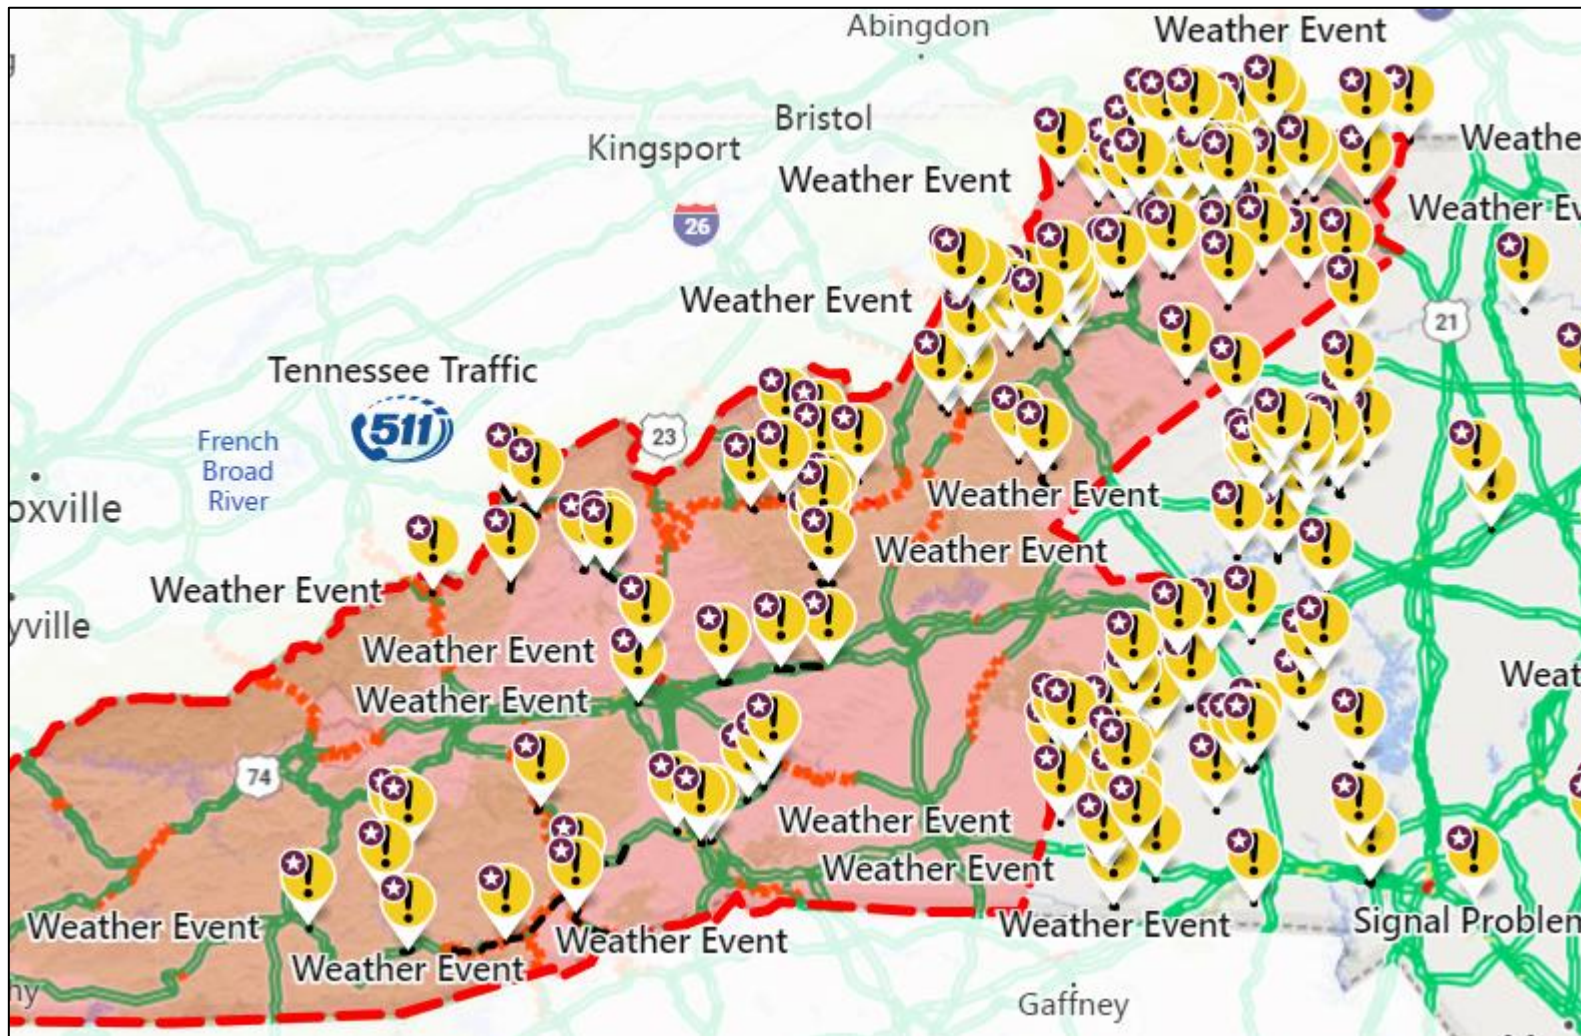 Abingdon
Weather Event
Bristol
Kingsport
Weathe
Weather Event
26
Weather Ev
Weather Event
21
Tennessee Traffic
511
23
French
Broad
River
oxville
Weather Event
Weather Event
Weather Event
yville
Weather Event
Weat
Weather Event
74
Weather Event
Weather Event
Weather Event
Weather Event
Signal Problem
Weather Event
Weather Event
ny
Gaffney